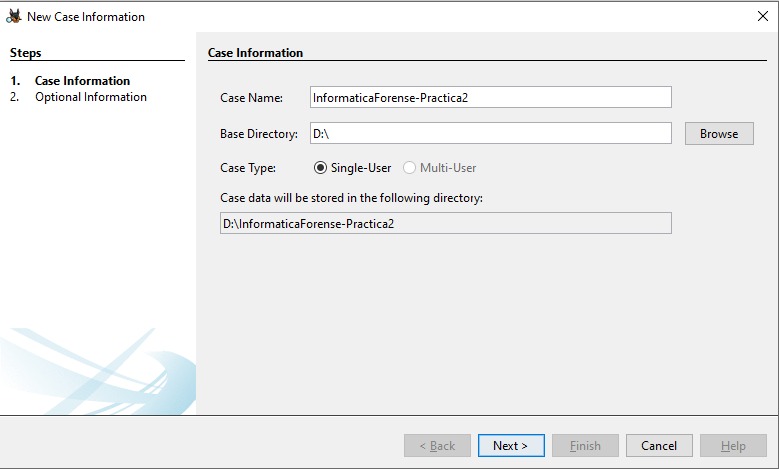 New Case Information
Steps
1. Case Information
2. Optional Information
Case Information
Case Name: InformaticaForense-Practica2
Base Directory: D:\ Browse
Case Type: Single-User Multi-User
Case data will be stored in the following directory:
D:\InformaticaForense-Practica2
< Back Next > Finish Cancel Help